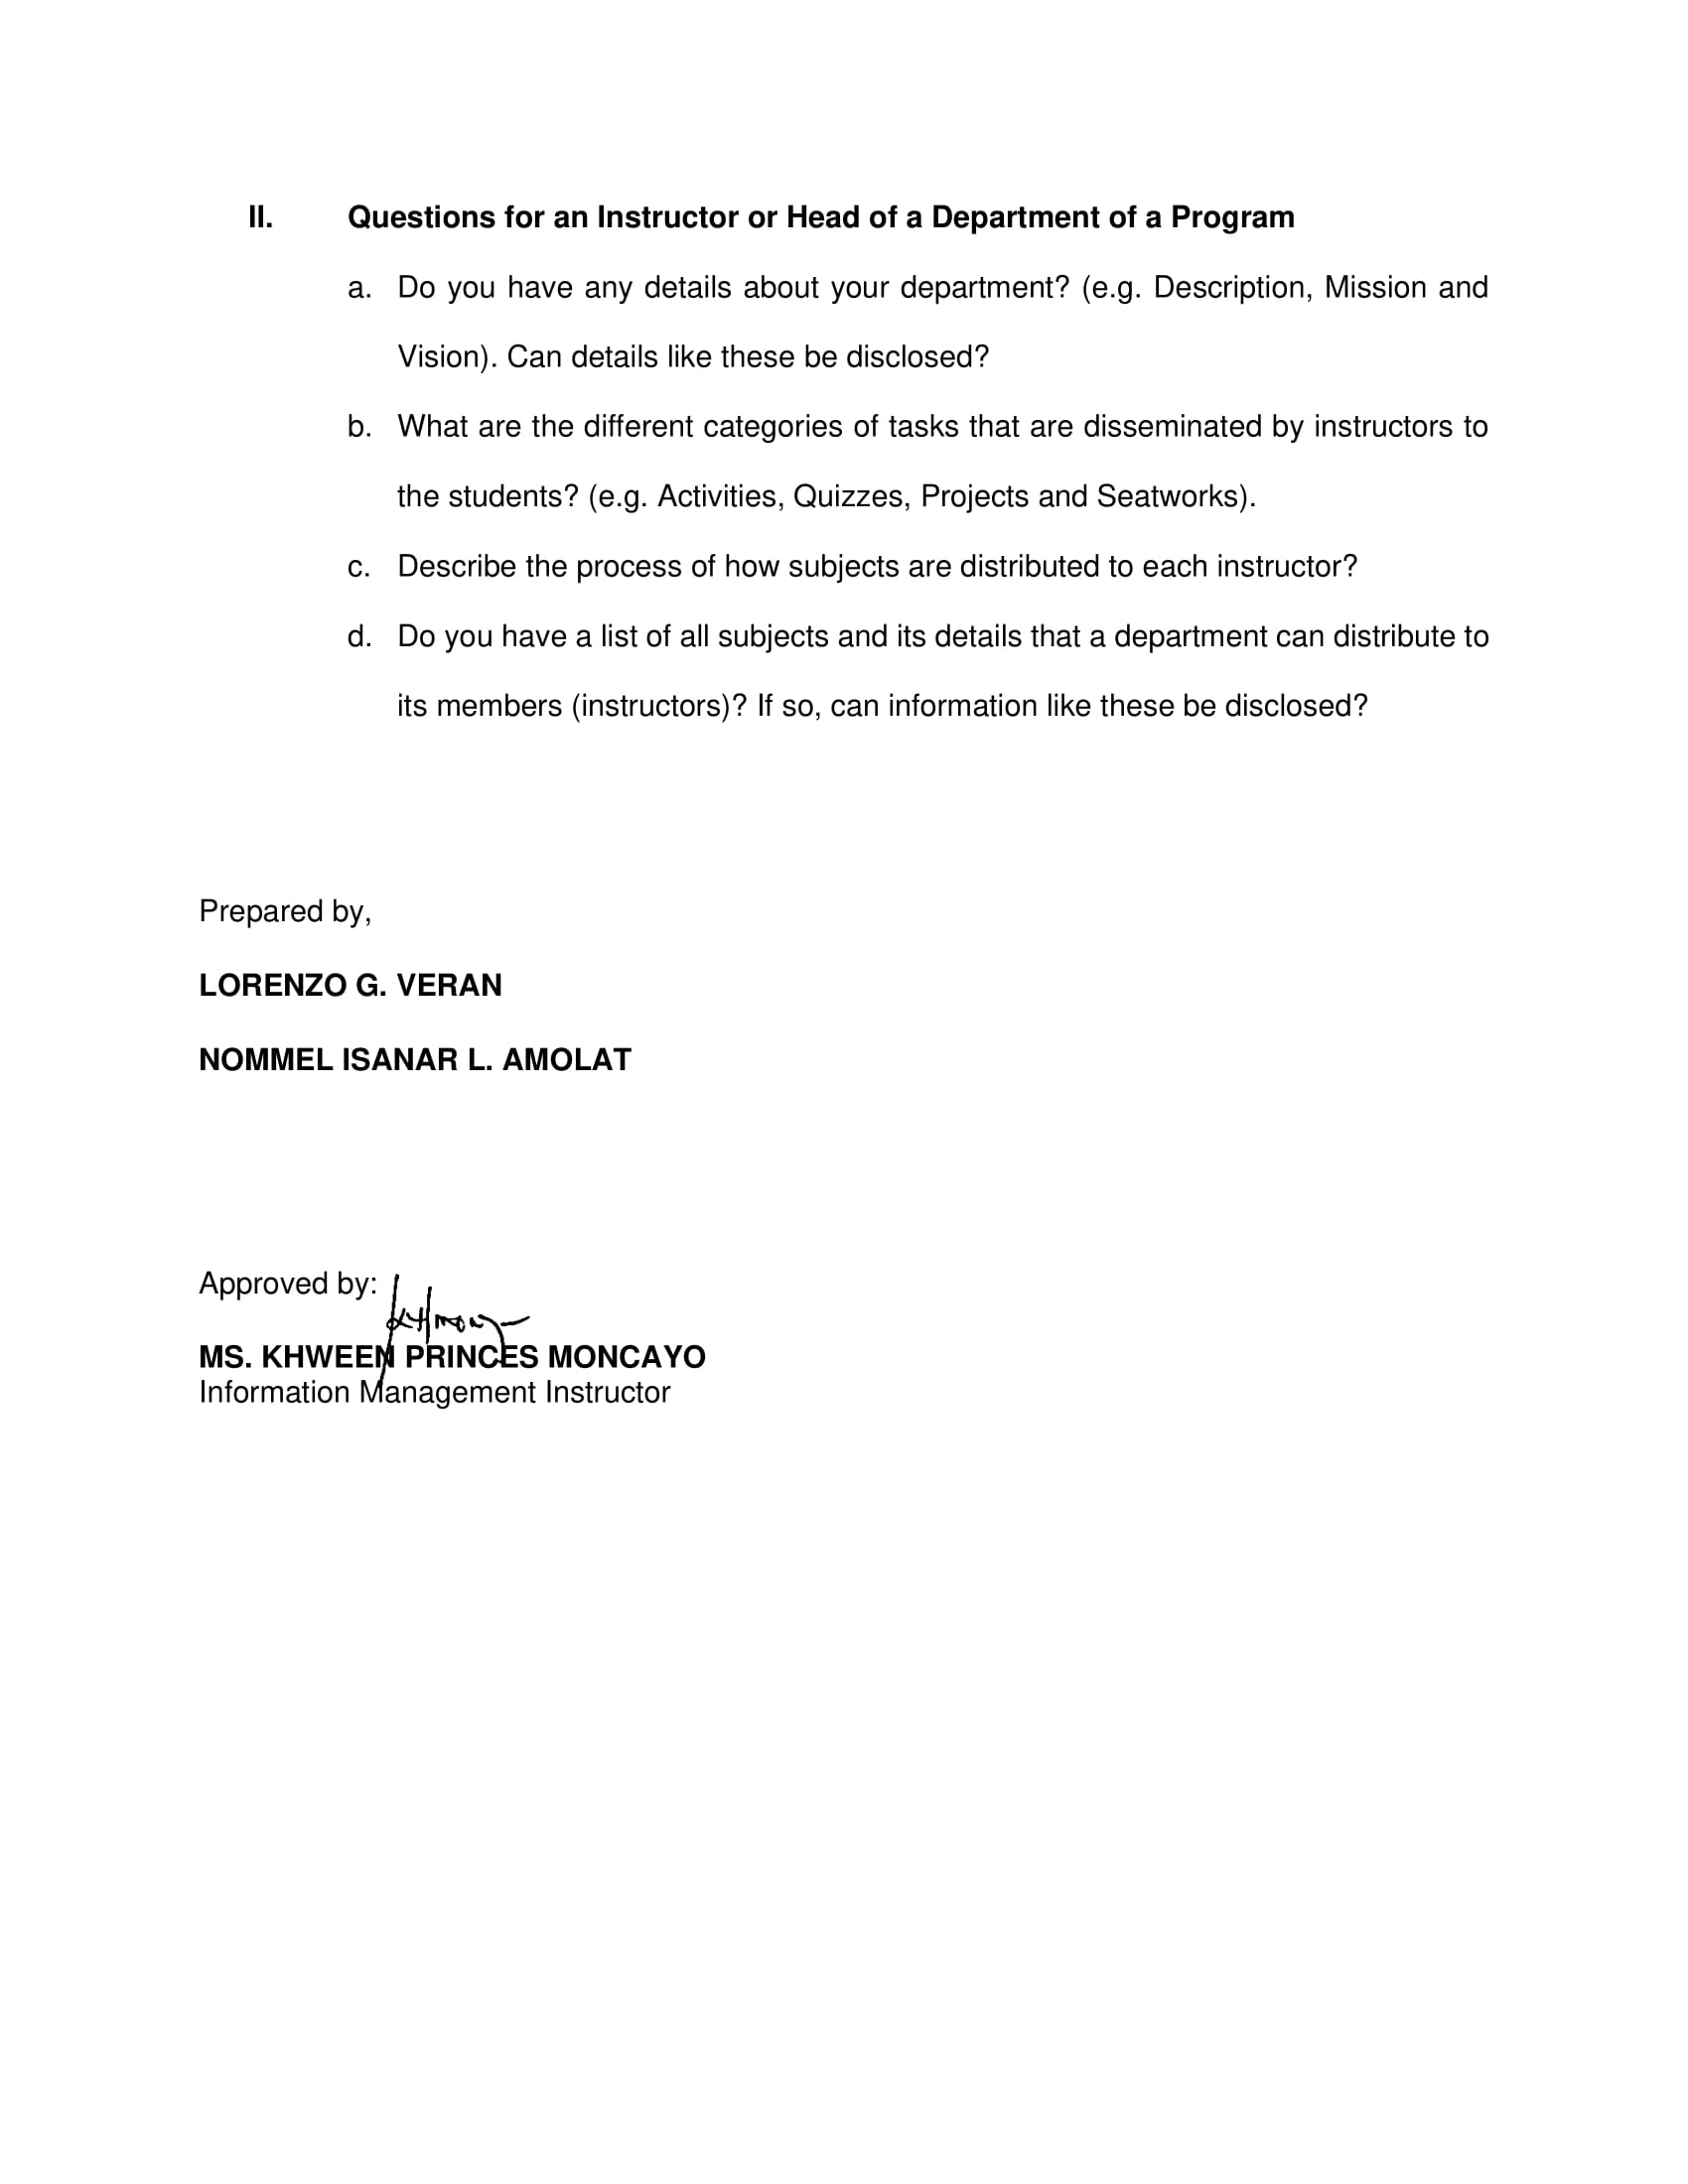 II. Questions for an Instructor or Head of a Department of a Program
a. Do you have any details about your department? (e.g. Description, Mission and
Vision). Can details like these be disclosed?
b. What are the different categories of tasks that are disseminated by instructors to
the students? (e.g. Activities, Quizzes, Projects and Seatworks).
c. Describe the process of how subjects are distributed to each instructor?
d. Do you have a list of all subjects and its details that a department can distribute to
its members (instructors)? If so, can information like these be disclosed?
Prepared by,
LORENZO G. VERAN
NOMMEL ISANAR L. AMOLAT
Approved by:
MS. KHWEEN PRINCES MONCAYO
Information Management Instructor